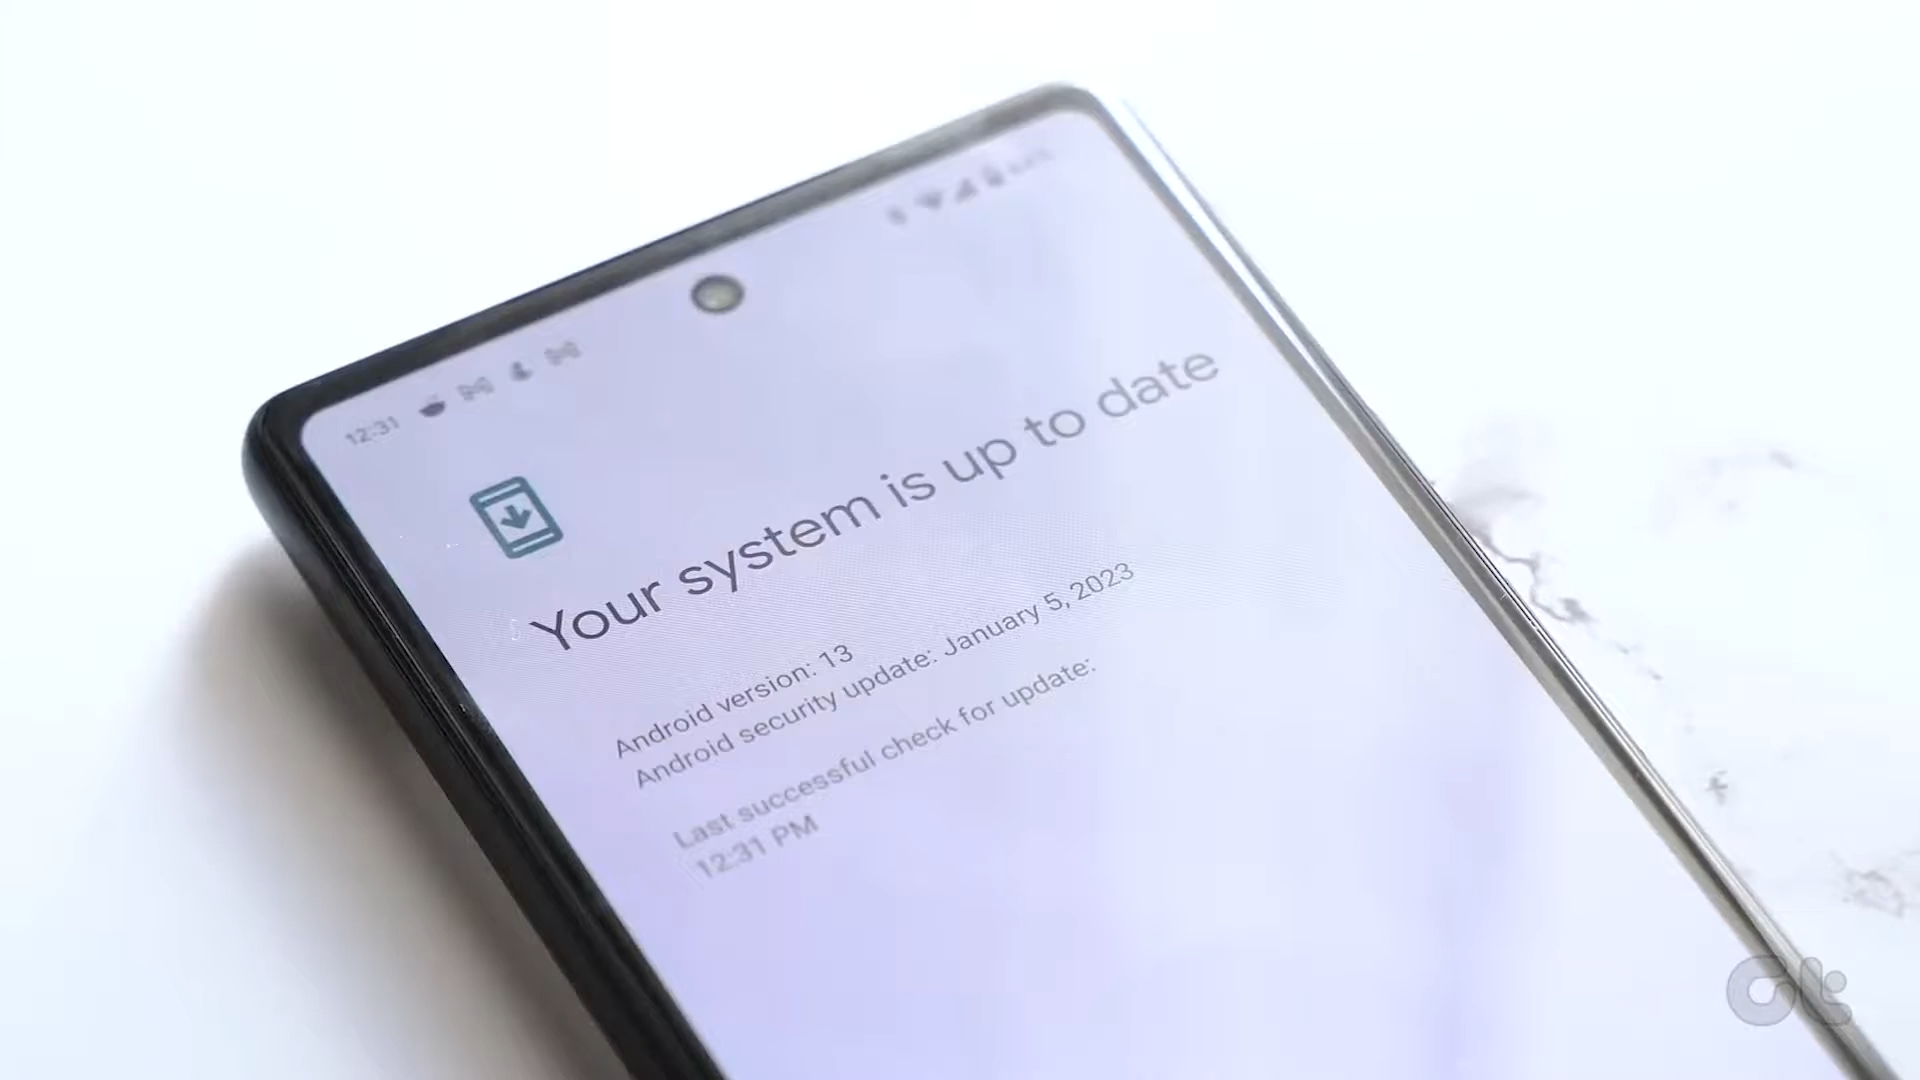 12:31
Your system is up to date
Android version: 13
Android security update: January 5, 2023
Last successful check for update:
12:31 PM
Gt